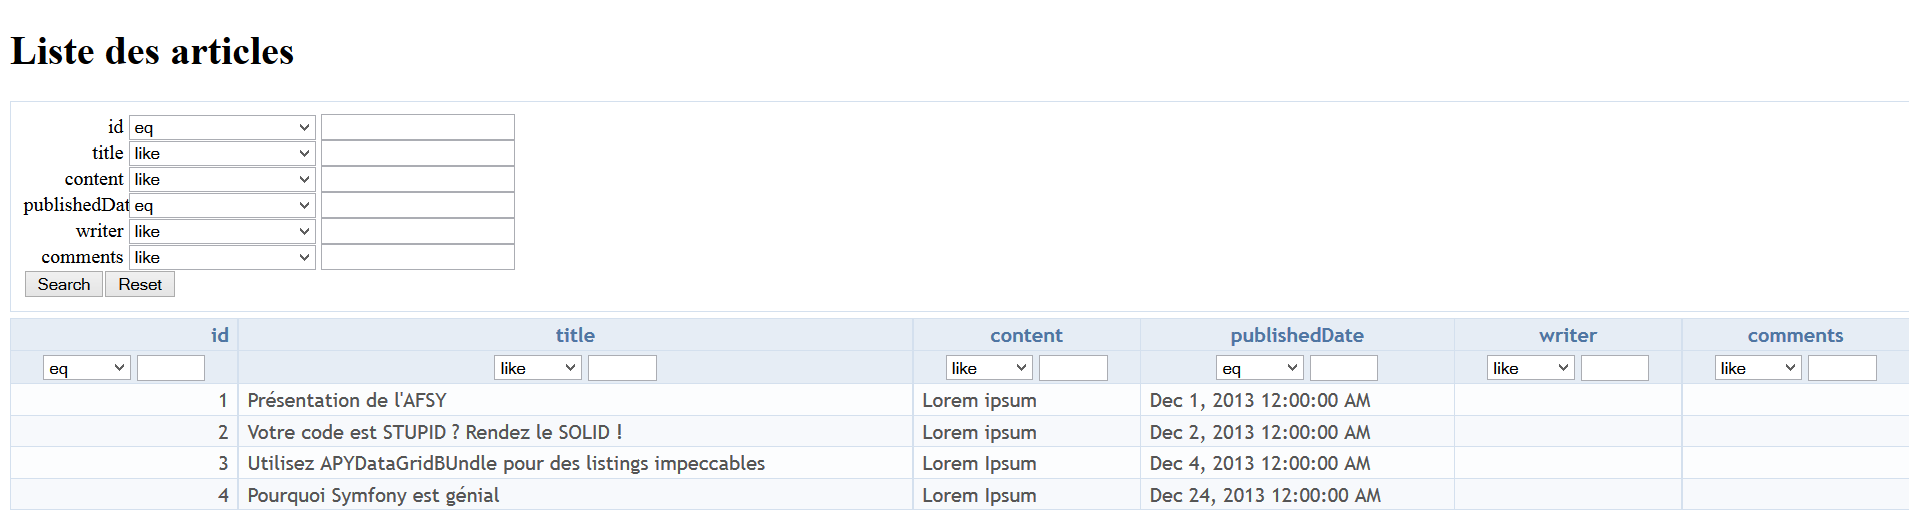 Liste des articles
id eq
title like
content like
publishedDat eq
writer like
comments like
Search Reset
id title content publishedDate writer comments
eq like like eq like like
1 Présentation de l'AFSY Lorem ipsum Dec 1, 2013 12:00:00 AM
2 Votre code est STUPID ? Rendez le SOLID ! Lorem ipsum Dec 2, 2013 12:00:00 AM
3 Utilisez APYDataGridBUndle pour des listings impeccables Lorem Ipsum Dec 4, 2013 12:00:00 AM
4 Pourquoi Symfony est génial Lorem Ipsum Dec 24, 2013 12:00:00 AM